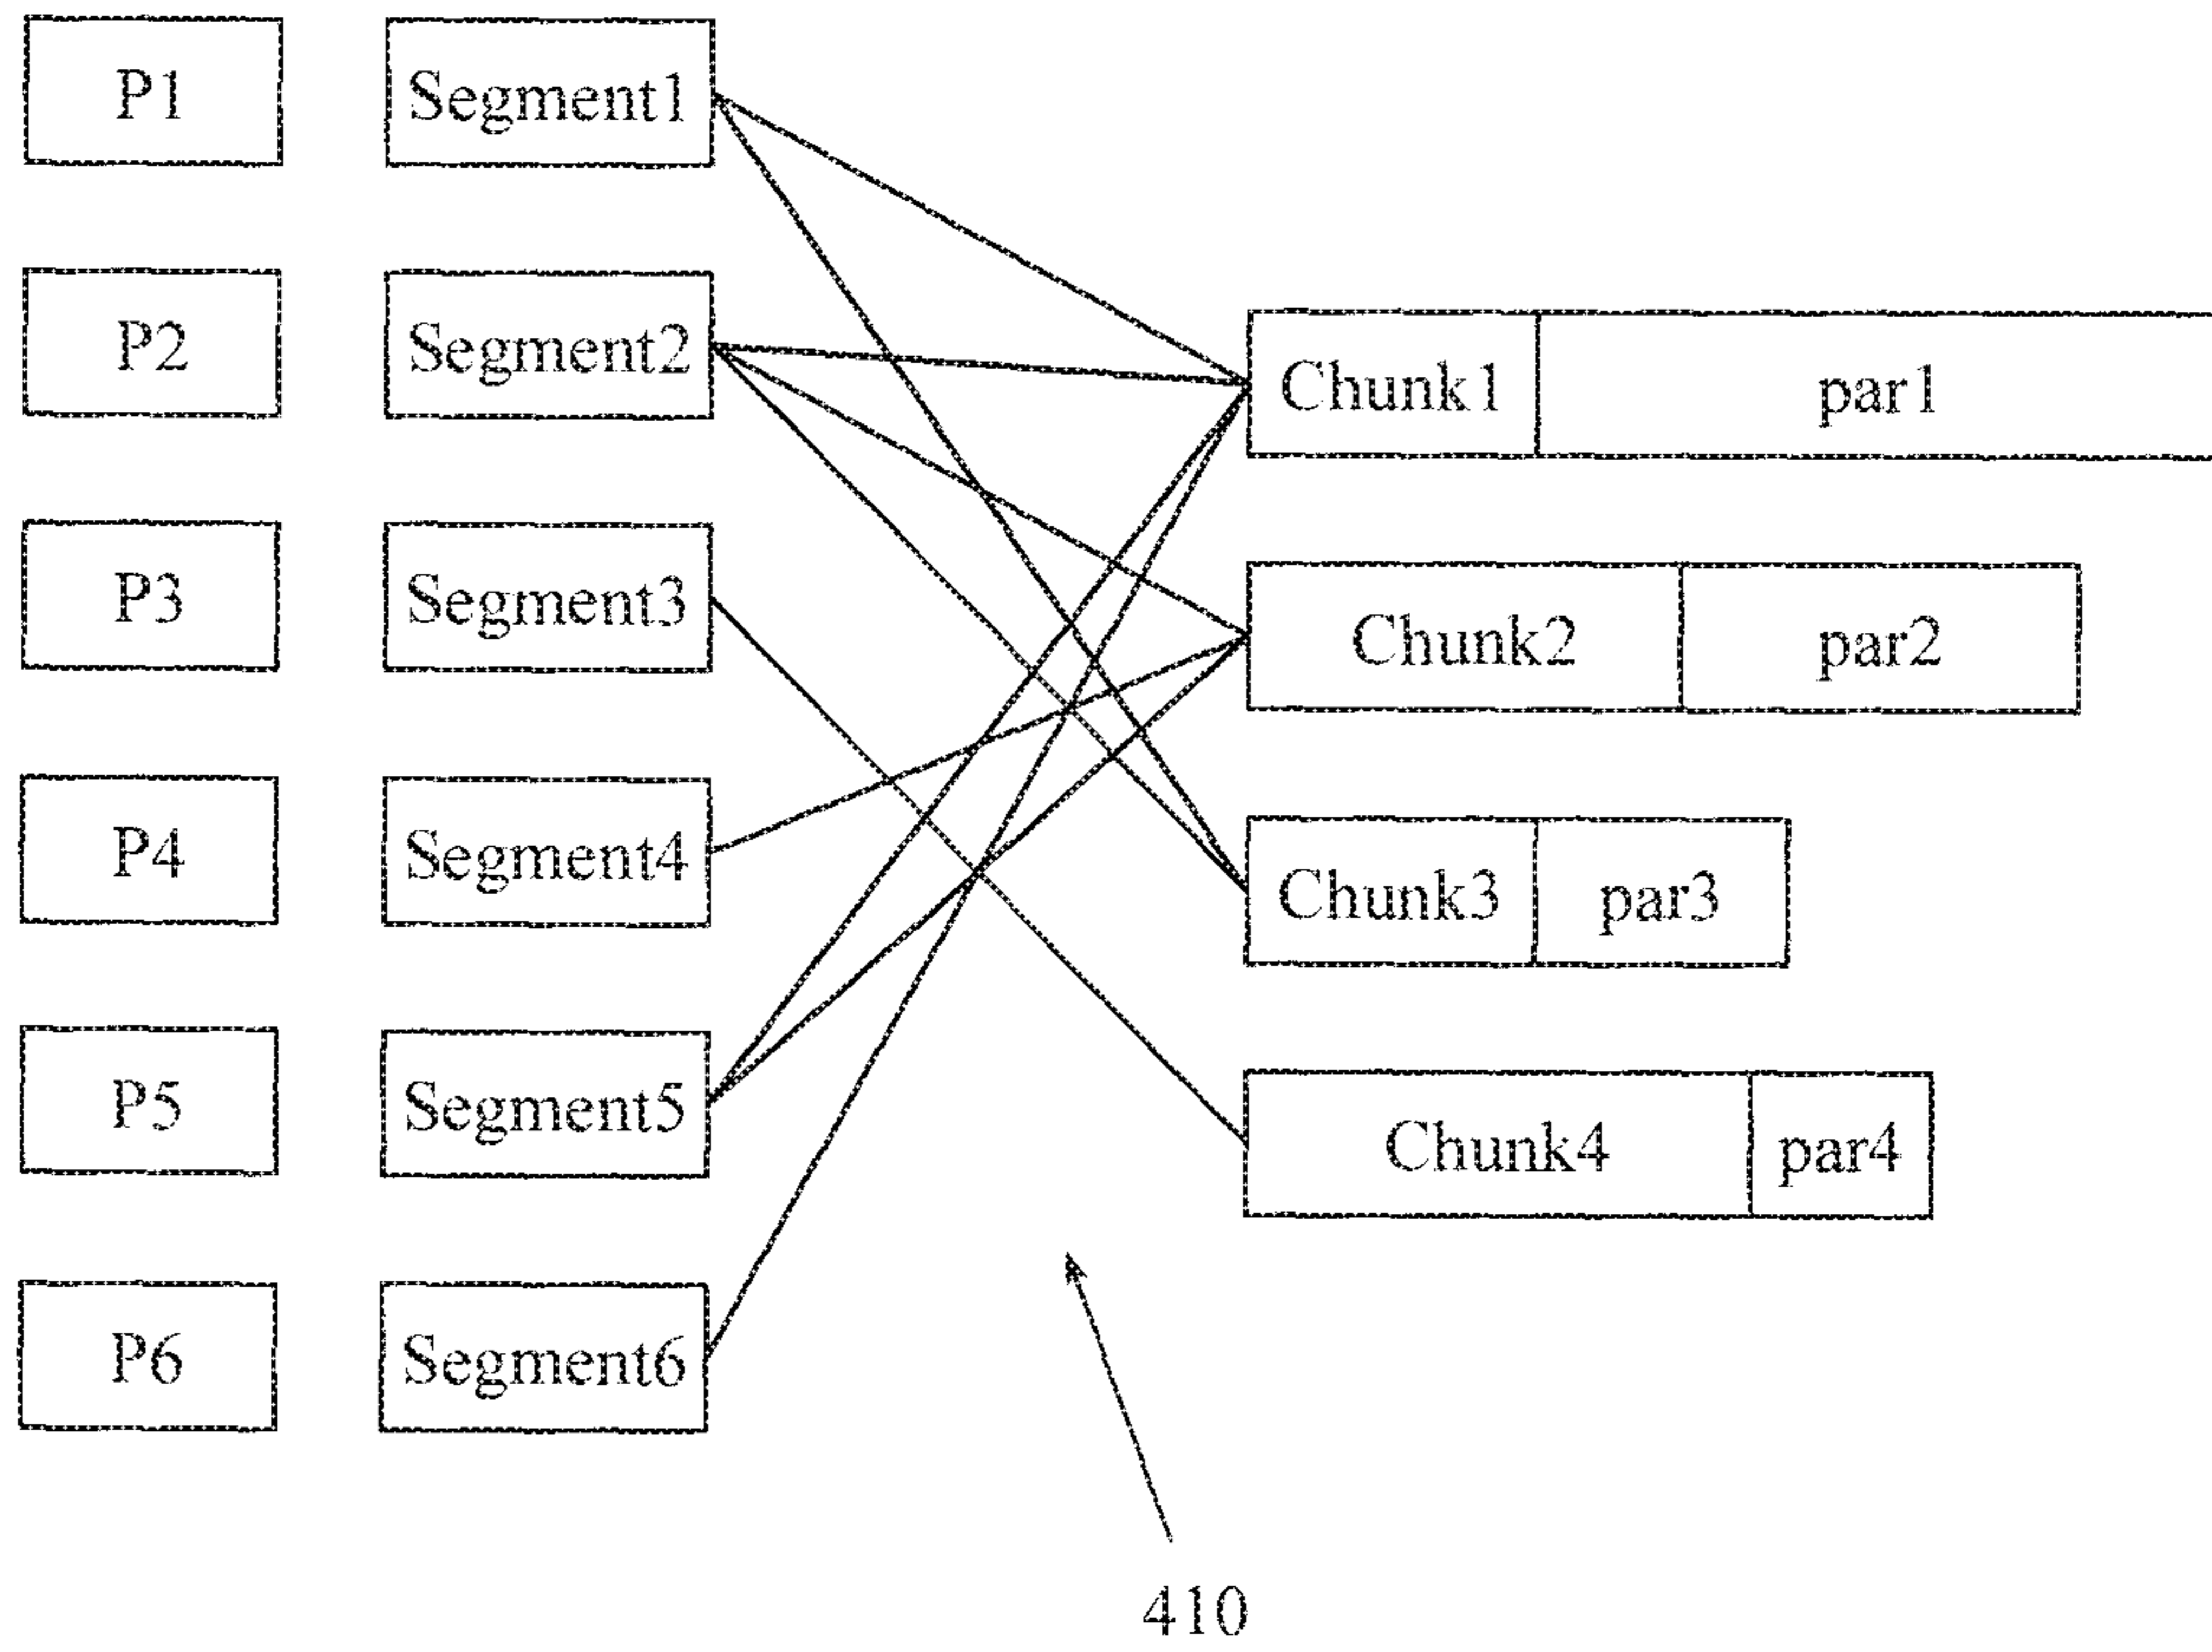 P1 Segment1
P2 Segment2
Chunk1 par1
P3 Segment3
Chunk2 par2
P4 Segment4
Chunk3 par3
P5 Segment5
Chunk4 par4
P6 Segment6
410